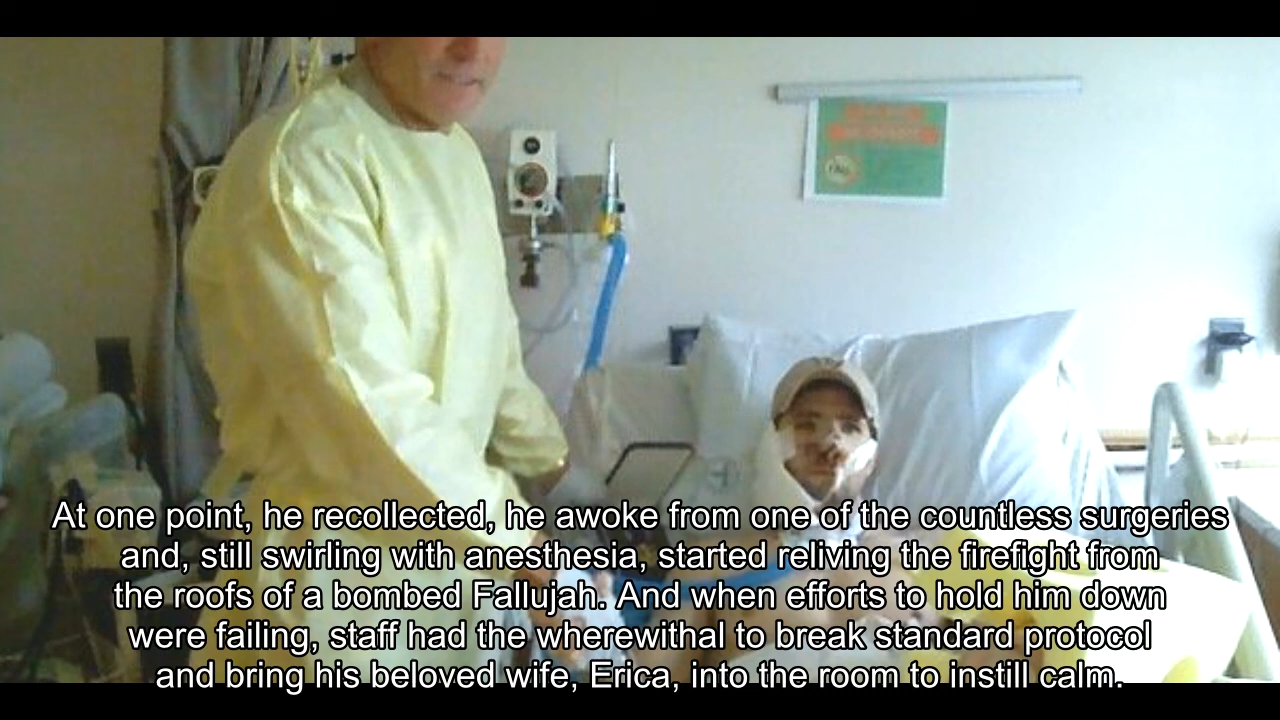 At one point, he recollected, he awoke from one of the countless surgeries
and, still swirling with anesthesia, started reliving the firefight from
the roofs of a bombed Fallujah. And when efforts to hold him down
were failing, staff had the wherewithal to break standard protocol
and bring his beloved wife, Erica, into the room to instill calm.